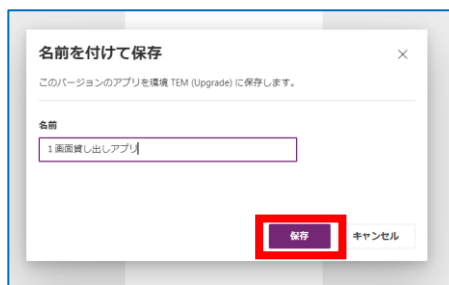 名前を付けて保存
このバージョンのアプリを環境 TEM (Upgrade) に保存します。
名前
１画面貸し出しアプリ
保存
キャンセル